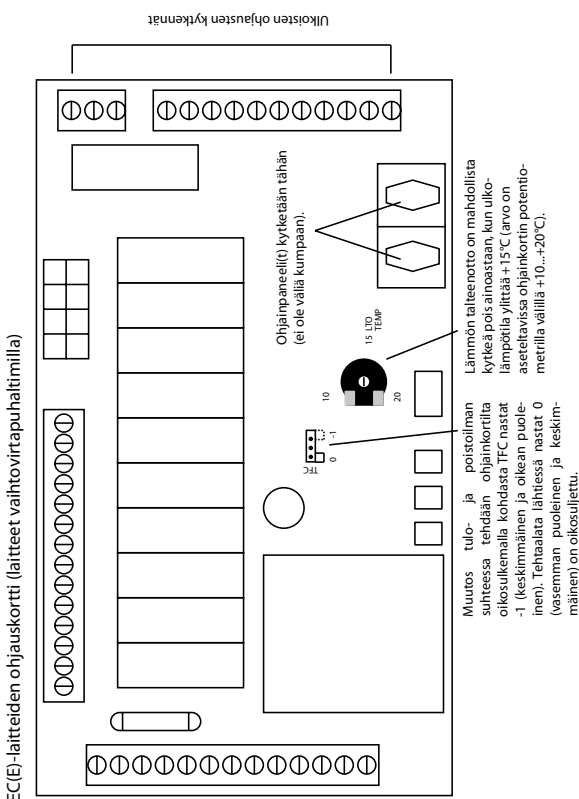 EC(E)-laitteiden ohjauskortti (laitteet vaihtovirtapuhaltimilla)
Ulkoisten ohjausten kytkennät
Ohjainpaneeli(t) kytketään tähän
(ei ole väliä kumpaan).
10
15 LTO
TEMP
20
TFC
0 -1
Muutos tulo- ja poistoilman
suhteessa tehdään ohjainkortilta
oikosulkemalla kohdasta TFC nastat
-1 (keskimmäinen ja oikean puole-
inen). Tehtaalata lähtiessä nastat 0
(vasemman puoleinen ja keskim-
mäinen) on oikosuljettu.
Lämmön talteenotto on mahdollista
kytkeä pois ainoastaan, kun ulko-
lämpötila ylittää +15°C (arvo on
aseteltavissa ohjainkortin potentio-
metrilla välillä +10...+20°C).